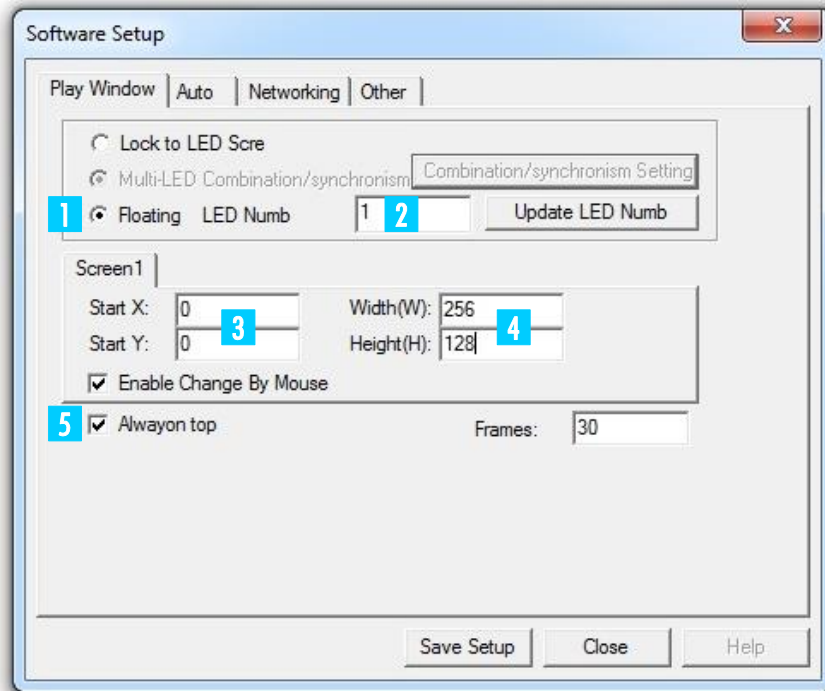 Software Setup
X
Play Window Auto Networking Other
Lock to LED Scre
Multi-LED Combination/synchronism Combination/synchronism Setting
1 Floating LED Numb 1 2 Update LED Numb
Screen1
Start X: 0 Width(W): 256
3 4
Start Y: 0 Height(H): 128
Enable Change By Mouse
5 Alwayon top Frames: 30
Save Setup Close Help